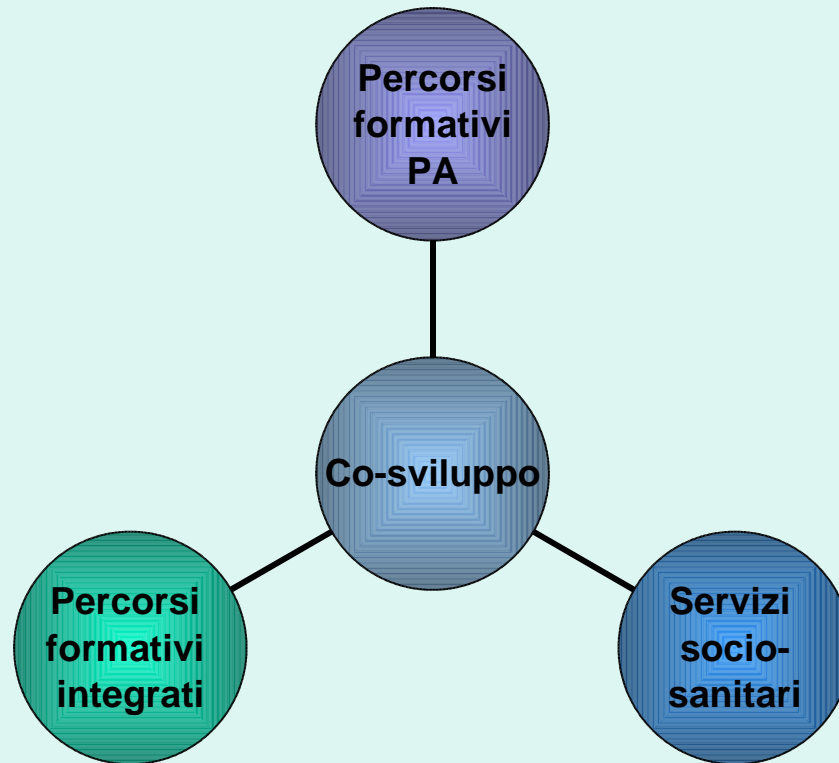 Percorsi
formativi
PA
Co-sviluppo
Percorsi
formativi
integrati
Servizi
socio-
sanitari